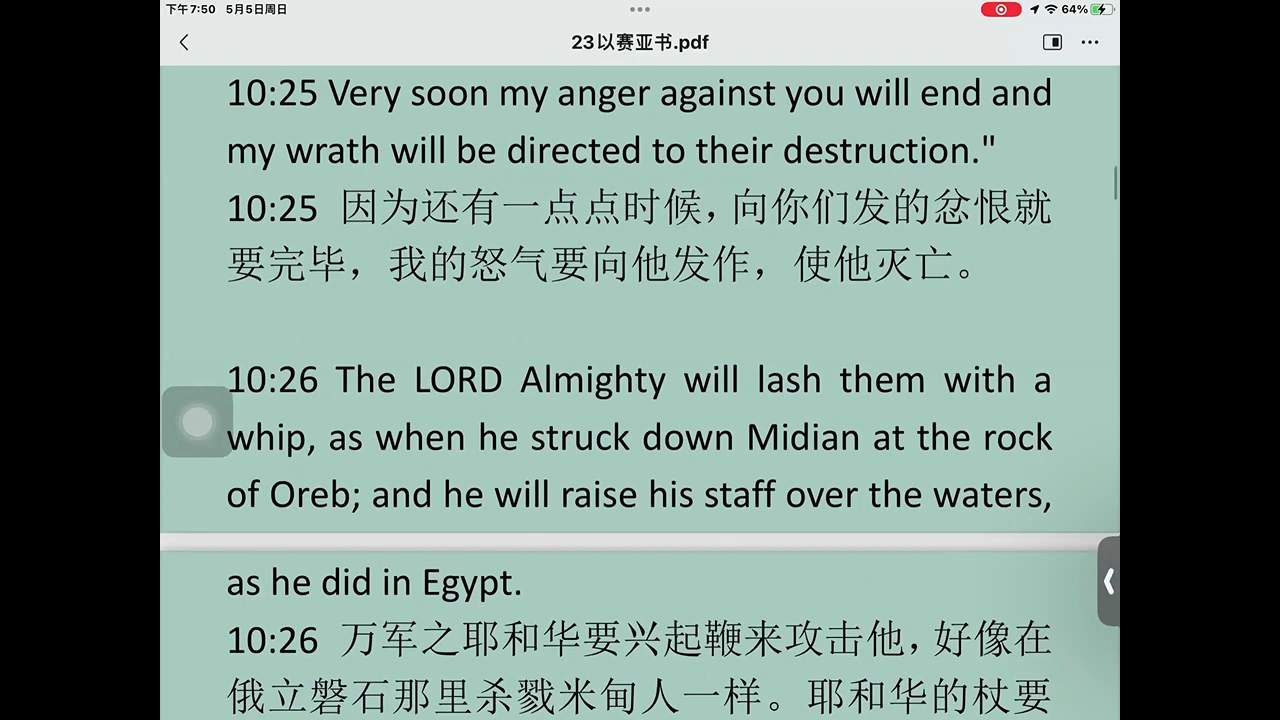 下午7:50 5月5日周日
64%
23以赛亚书.pdf
10:25 Very soon my anger against you will end and
my wrath will be directed to their destruction."
10:25 因为还有一点点时候，向你们发的忿恨就
要完毕，我的怒气要向他发作，使他灭亡。
10:26 The LORD Almighty will lash them with a
whip, as when he struck down Midian at the rock
of Oreb; and he will raise his staff over the waters,
as he did in Egypt.
10:26 万军之耶和华要兴起鞭来攻击他，好像在
俄立磐石那里杀戮米甸人一样。耶和华的杖要